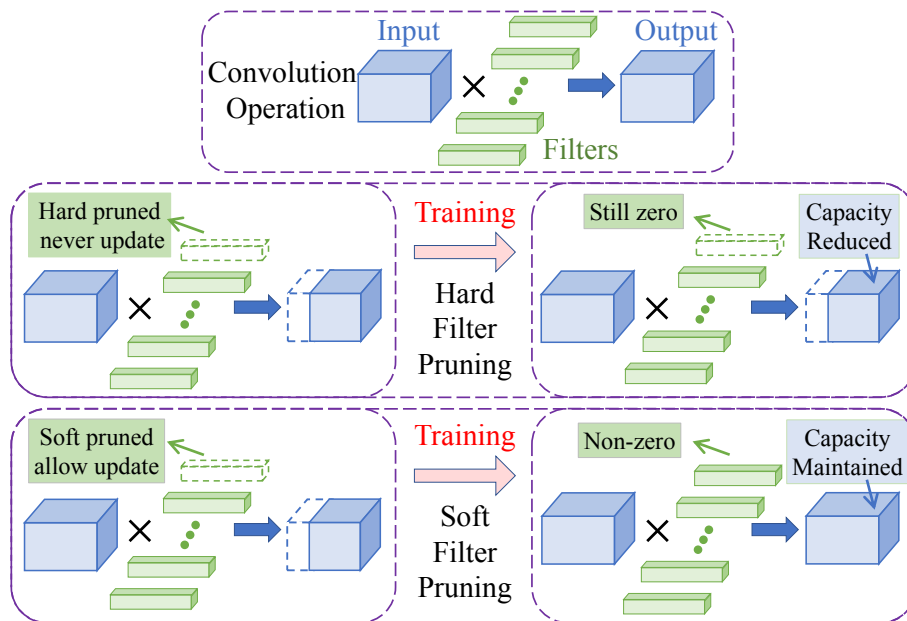 Input
Output
Convolution
Operation
Filters
Hard pruned
never update
Training
Hard
Filter
Pruning
Still zero
Capacity
Reduced
Soft pruned
allow update
Training
Soft
Filter
Pruning
Non-zero
Capacity
Maintained